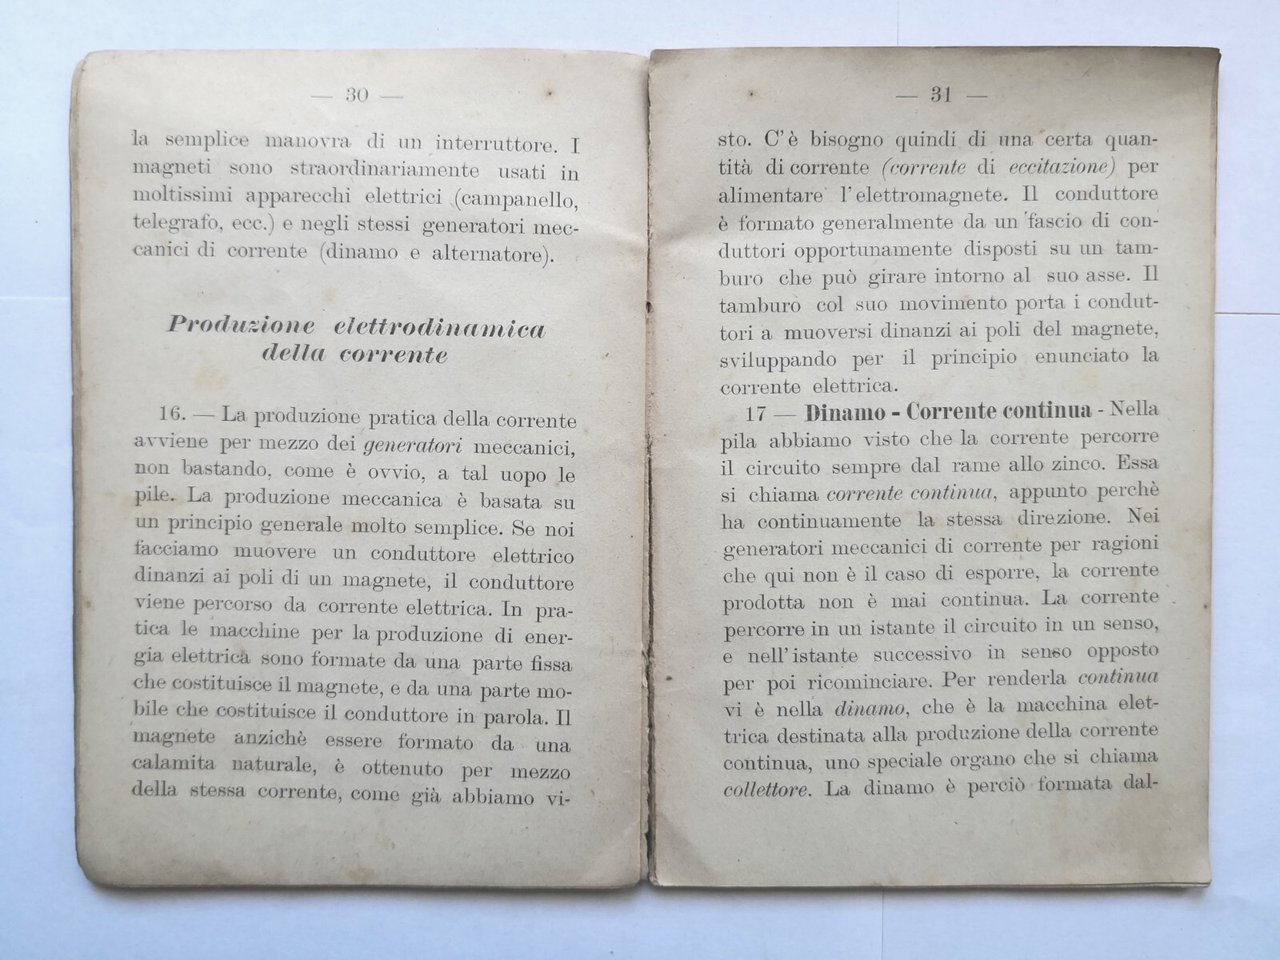 — 30 —
la semplice manovra di un interruttore. I
magneti sono straordinariamente usati in
moltissimi apparecchi elettrici (campanello,
telegrafo, ecc.) e negli stessi generatori mec-
canici di corrente (dinamo e alternatore).
Produzione elettrodinamica
della corrente
16. — La produzione pratica della corrente
avviene per mezzo dei generatori meccanici,
non bastando, come è ovvio, a tal uopo le
pile. La produzione meccanica è basata su
un principio generale molto semplice. Se noi
facciamo muovere un conduttore elettrico
dinanzi ai poli di un magnete, il conduttore
viene percorso da corrente elettrica. In pra-
tica le macchine per la produzione di ener-
gia elettrica sono formate da una parte fissa
che costituisce il magnete, e da una parte mo-
bile che costituisce il conduttore in parola. Il
magnete anzichè essere formato da una
calamita naturale, è ottenuto per mezzo
della stessa corrente, come già abbiamo vi-
— 31 —
sto. C'è bisogno quindi di una certa quan-
tità di corrente (corrente di eccitazione) per
alimentare l'elettromagnete. Il conduttore
è formato generalmente da un fascio di con-
duttori opportunamente disposti su un tam-
buro che può girare intorno al suo asse. Il
tamburo col suo movimento porta i condut-
tori a muoversi dinanzi ai poli del magnete,
sviluppando per il principio enunciato la
corrente elettrica.
17 — Dinamo - Corrente continua - Nella
pila abbiamo visto che la corrente percorre
il circuito sempre dal rame allo zinco. Essa
si chiama corrente continua, appunto perchè
ha continuamente la stessa direzione. Nei
generatori meccanici di corrente per ragioni
che qui non è il caso di esporre, la corrente
prodotta non è mai continua. La corrente
percorre in un istante il circuito in un senso,
e nell'istante successivo in senso opposto
per poi ricominciare. Per renderla continua
vi è nella dinamo, che è la macchina elet-
trica destinata alla produzione della corrente
continua, uno speciale organo che si chiama
collettore. La dinamo è perciò formata dal-